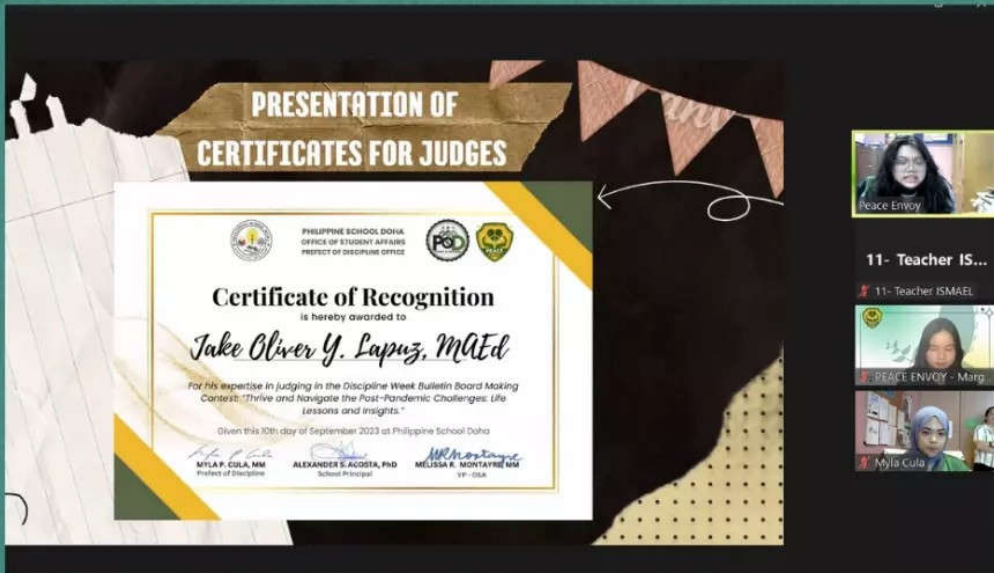 PRESENTATION OF
CERTIFICATES FOR JUDGES
PHILIPPINE SCHOOL DOHA
OFFICE OF STUDENT AFFAIRS
PREFECT OF DISCIPLINE OFFICE
POD
PEACE
Certificate of Recognition
is hereby awarded to
Jake Oliver Y. Lapuz, MAEd
For his expertise in judging in the Discipline Week Bulletin Board Making
Contest: "Thrive and Navigate the Post-Pandemic Challenges: Life
Lessons and Insights."
Given this 10th day of September 2023 at Philippine School Doha
MYLA P. CULA, MM
Prefect of Discipline
ALEXANDER S. ACOSTA, PhD
School Principal
MELISSA R. MONTAYRE, MM
VP - OSA
Peace Envoy
11- Teacher IS...
11- Teacher ISMAEL
PEACE ENVOY - Marg
Myla Cula